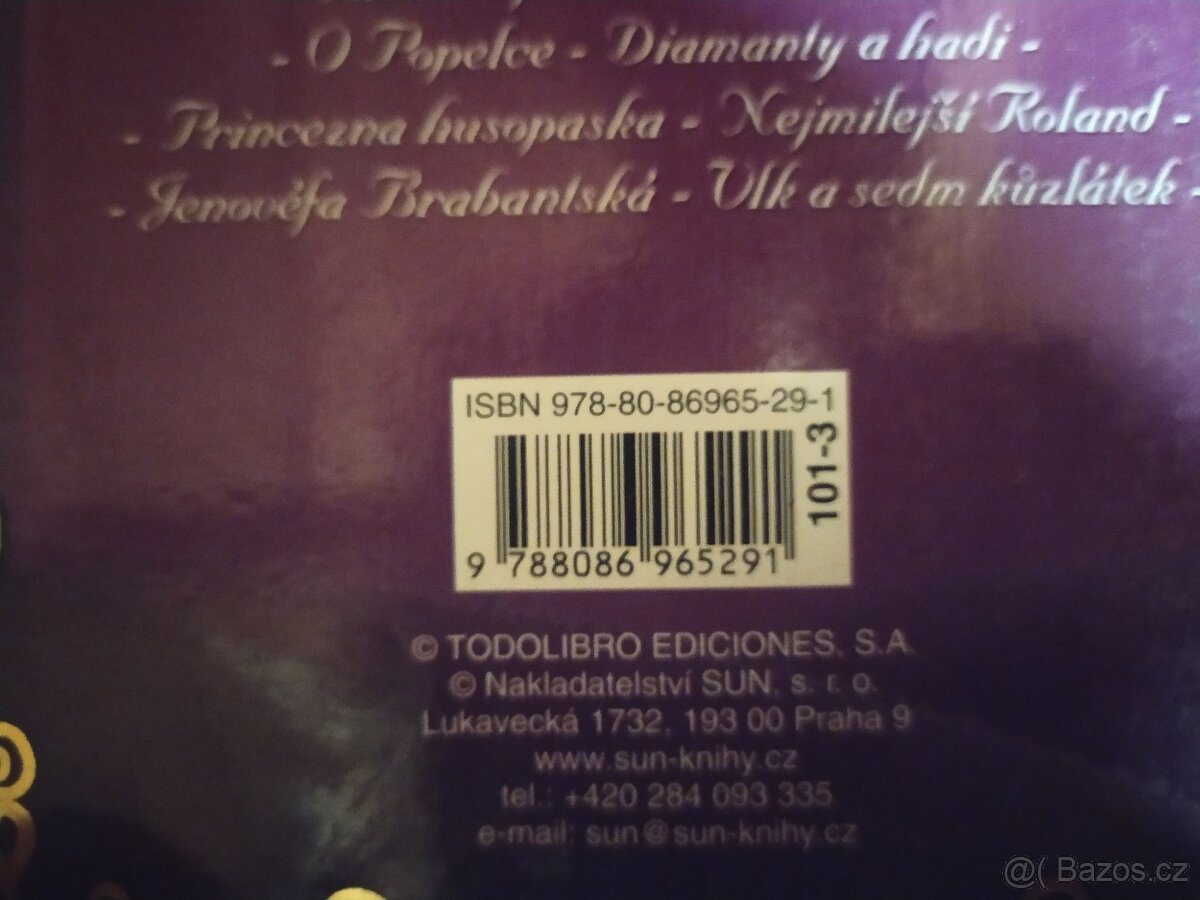 - O Popelce - Diamanty a hadi -
- Princezna husopaska - Nejmilejší Roland -
- Jenověfa Brabantská - Vlk a sedm kůzlátek -
ISBN 978-80-86965-29-1
101-3
9 788086 965291
© TODOLIBRO EDICIONES, S.A.
© Nakladatelství SUN, s. r. o.
Lukavecká 1732, 193 00 Praha 9
www.sun-knihy.cz
tel.: +420 284 093 335
e-mail: sun@sun-knihy.cz
@( Bazos.cz